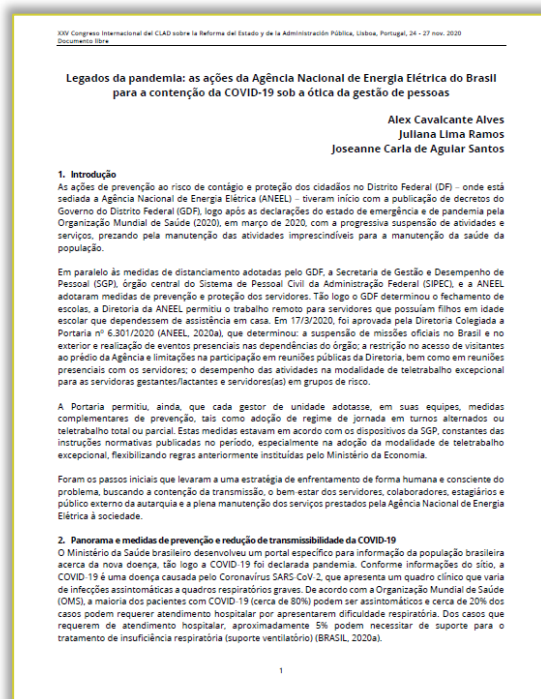 XXV Congreso Internacional del CLAD sobre la Reforma del Estado y de la Administración Pública, Lisboa, Portugal, 24 - 27 nov. 2020
Documento libre
Legados da pandemia: as ações da Agência Nacional de Energia Elétrica do Brasil
para a contenção da COVID-19 sob a ótica da gestão de pessoas
Alex Cavalcante Alves
Juliana Lima Ramos
Joseanne Carla de Aguiar Santos
1. Introdução
As ações de prevenção ao risco de contágio e proteção dos cidadãos no Distrito Federal (DF) – onde está
sediada a Agência Nacional de Energia Elétrica (ANEEL) – tiveram início com a publicação de decretos do
Governo do Distrito Federal (GDF), logo após as declarações do estado de emergência e de pandemia pela
Organização Mundial de Saúde (2020), em março de 2020, com a progressiva suspensão de atividades e
serviços, prezando pela manutenção das atividades imprescindíveis para a manutenção da saúde da
população.
Em paralelo às medidas de distanciamento adotadas pelo GDF, a Secretaria de Gestão e Desempenho de
Pessoal (SGP), órgão central do Sistema de Pessoal Civil da Administração Federal (SIPEC), e a ANEEL
adotaram medidas de prevenção e proteção dos servidores. Tão logo o GDF determinou o fechamento de
escolas, a Diretoria da ANEEL permitiu o trabalho remoto para servidores que possuíam filhos em idade
escolar que dependessem de assistência em casa. Em 17/3/2020, foi aprovada pela Diretoria Colegiada a
Portaria nº 6.301/2020 (ANEEL, 2020a), que determinou: a suspensão de missões oficiais no Brasil e no
exterior e realização de eventos presenciais nas dependências do órgão; a restrição no acesso de visitantes
ao prédio da Agência e limitações na participação em reuniões públicas da Diretoria, bem como em reuniões
presenciais com os servidores; o desempenho das atividades na modalidade de teletrabalho excepcional
para as servidoras gestantes/lactantes e servidores(as) em grupos de risco.
A Portaria permitiu, ainda, que cada gestor de unidade adotasse, em suas equipes, medidas
complementares de prevenção, tais como adoção de regime de jornada em turnos alternados ou
teletrabalho total ou parcial. Estas medidas estavam em acordo com os dispositivos da SGP, constantes das
instruções normativas publicadas no período, especialmente na adoção da modalidade de teletrabalho
excepcional, flexibilizando regras anteriormente instituídas pelo Ministério da Economia.
Foram os passos iniciais que levaram a uma estratégia de enfrentamento de forma humana e consciente do
problema, buscando a contenção da transmissão, o bem-estar dos servidores, colaboradores, estagiários e
público externo da autarquia e a plena manutenção dos serviços prestados pela Agência Nacional de Energia
Elétrica à sociedade.
2. Panorama e medidas de prevenção e redução de transmissibilidade da COVID-19
O Ministério da Saúde brasileiro desenvolveu um portal específico para informação da população brasileira
acerca da nova doença, tão logo a COVID-19 foi declarada pandemia. Conforme informações do sítio, a
COVID-19 é uma doença causada pelo Coronavírus SARS-CoV-2, que apresenta um quadro clínico que varia
de infecções assintomáticas a quadros respiratórios graves. De acordo com a Organização Mundial de Saúde
(OMS), a maioria dos pacientes com COVID-19 (cerca de 80%) podem ser assintomáticos e cerca de 20% dos
casos podem requerer atendimento hospitalar por apresentarem dificuldade respiratória. Dos casos que
requerem de atendimento hospitalar, aproximadamente 5% podem necessitar de suporte para o
tratamento de insuficiência respiratória (suporte ventilatório) (BRASIL, 2020a).
1